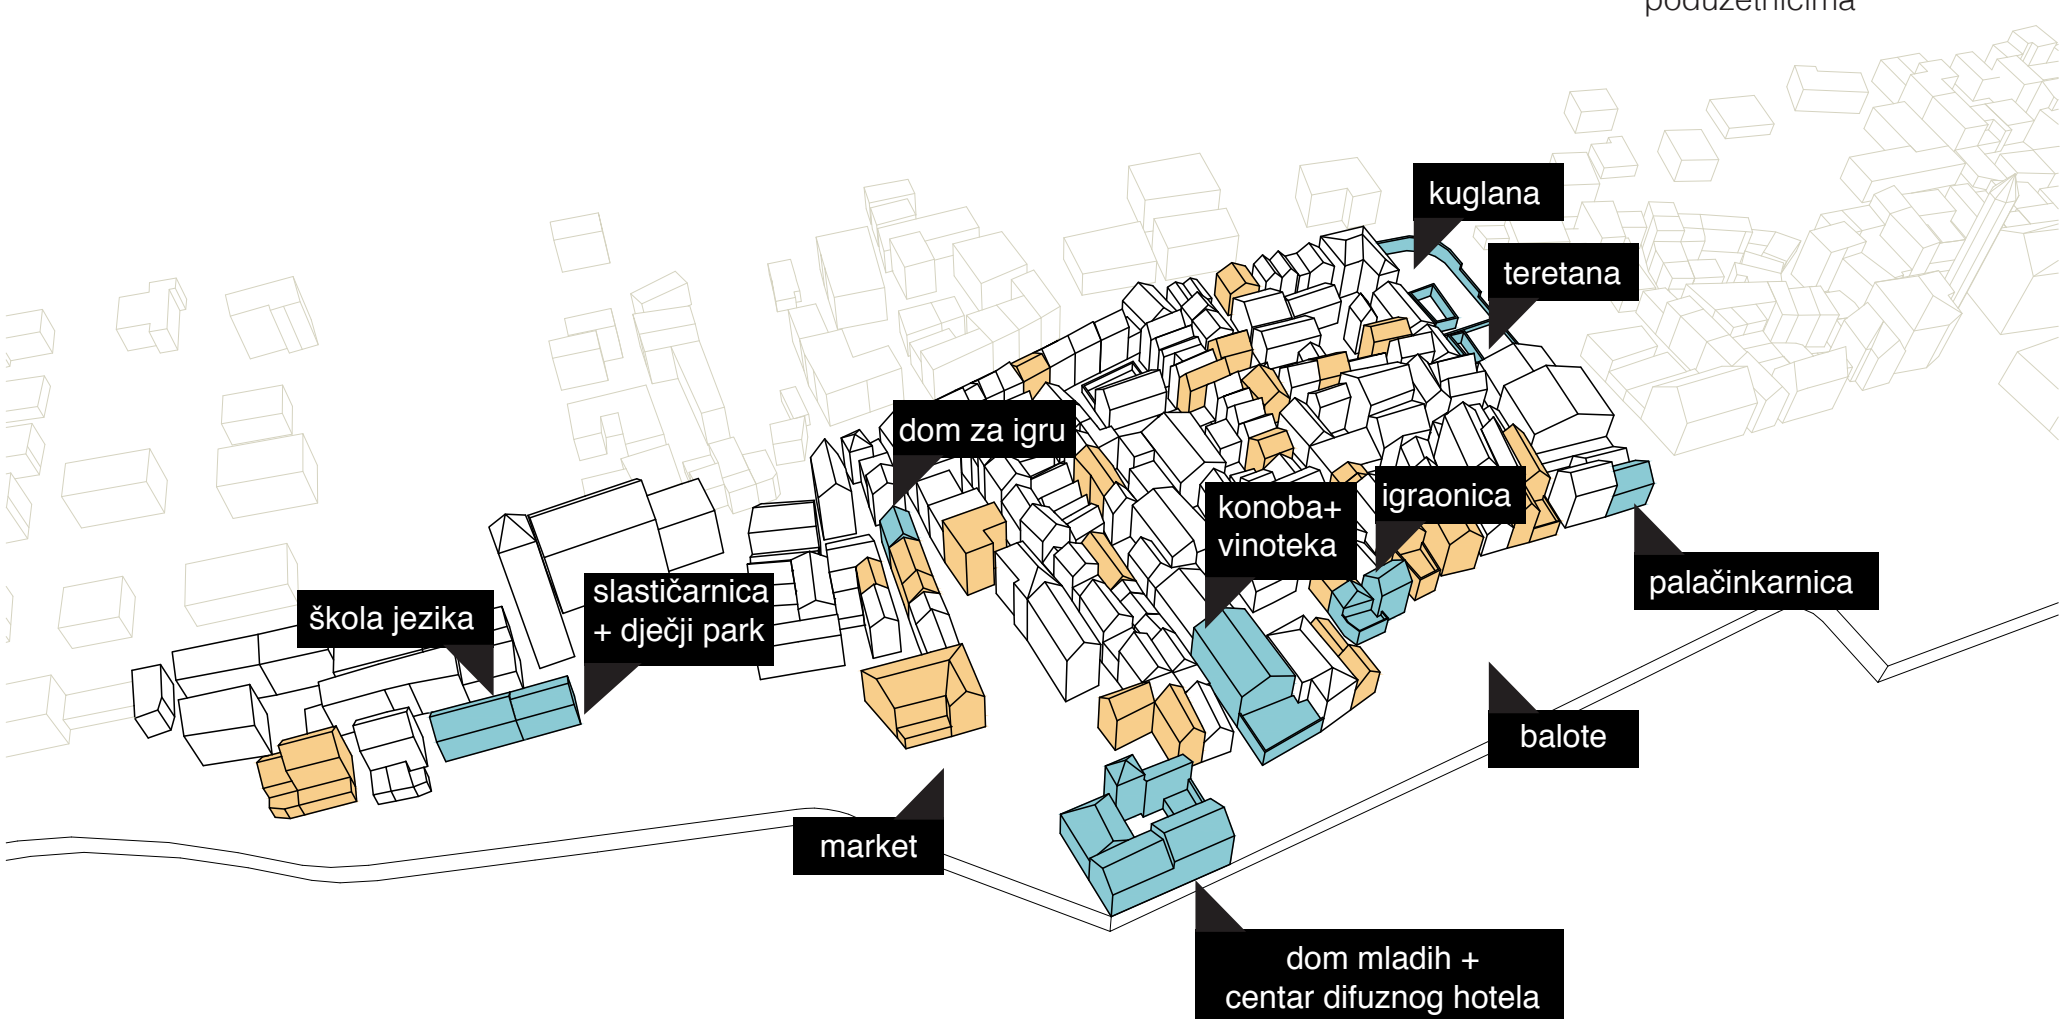 poduzetnicima
kuglana
teretana
dom za igru
igraonica
konoba+
vinoteka
palačinkarnica
slastičarnica
+ dječji park
škola jezika
balote
market
dom mladih +
centar difuznog hotela